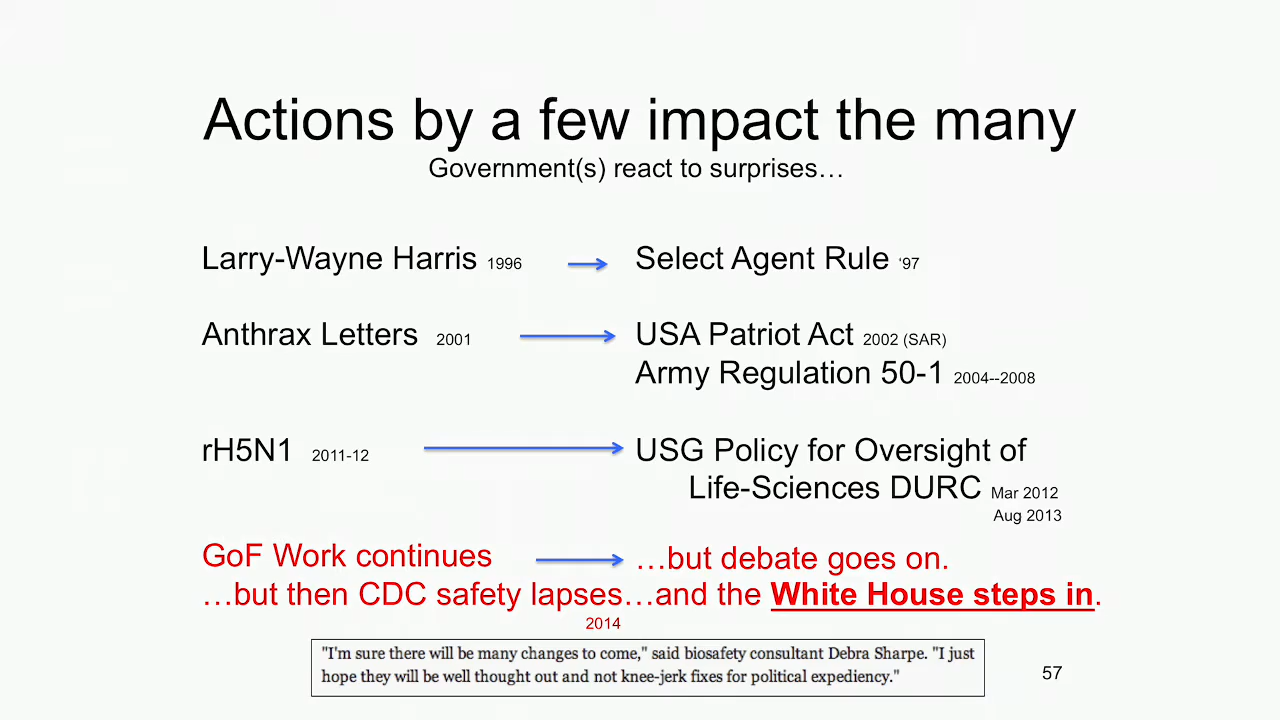 Actions by a few impact the many
Government(s) react to surprises…
Larry-Wayne Harris 1996 Select Agent Rule ‘97
Anthrax Letters 2001 USA Patriot Act 2002 (SAR)
Army Regulation 50-1 2004--2008
rH5N1 2011-12 USG Policy for Oversight of
Life-Sciences DURC Mar 2012
Aug 2013
GoF Work continues …but debate goes on.
…but then CDC safety lapses…and the White House steps in.
2014
"I'm sure there will be many changes to come," said biosafety consultant Debra Sharpe. "I just
hope they will be well thought out and not knee-jerk fixes for political expediency."
57